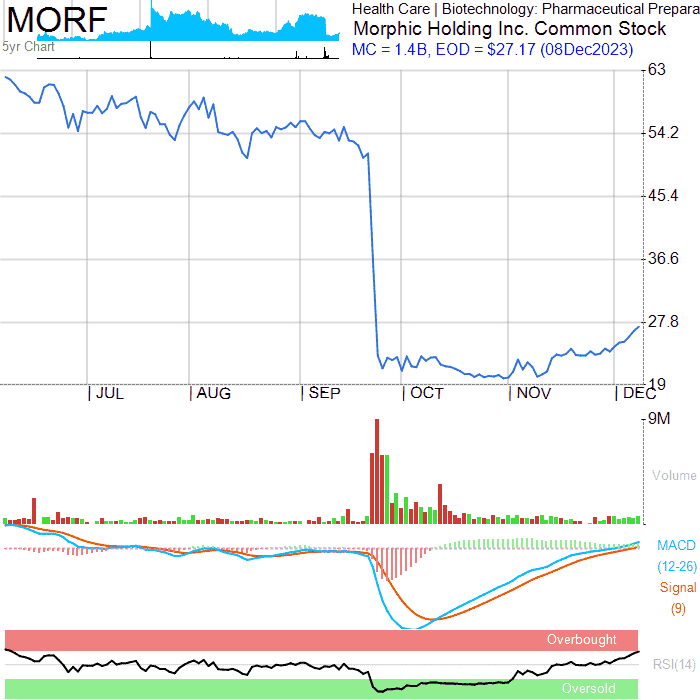 MORF
5yr Chart
Health Care | Biotechnology: Pharmaceutical Prepara
Morphic Holding Inc. Common Stock
MC = 1.4B, EOD = $27.17 (08Dec2023)
63
54.2
45.4
36.6
27.8
19
JUL AUG SEP OCT NOV DEC
9M
Volume
MACD
(12-26)
Signal
(9)
Overbought
RSI(14)
Oversold